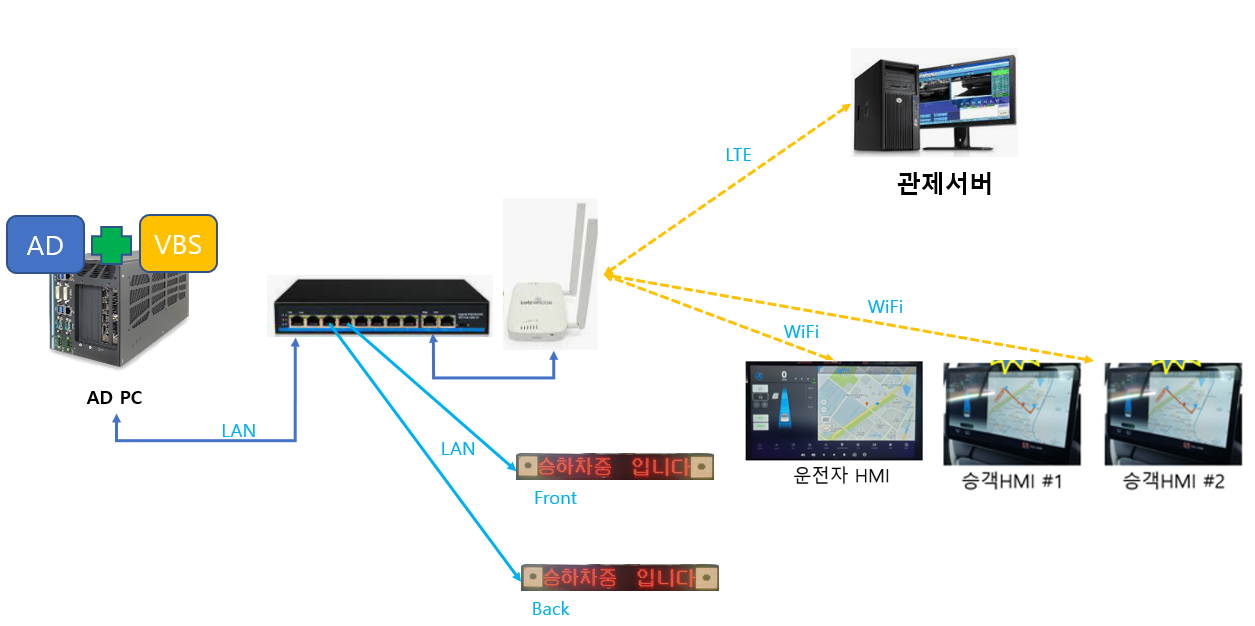 LTE
관제서버
AD
VBS
WiFi
WiFi
0
AD PC
LAN
LAN
승하차중 입니다
Front
운전자 HMI
승객HMI #1
승객HMI #2
승하차중 입니다
Back